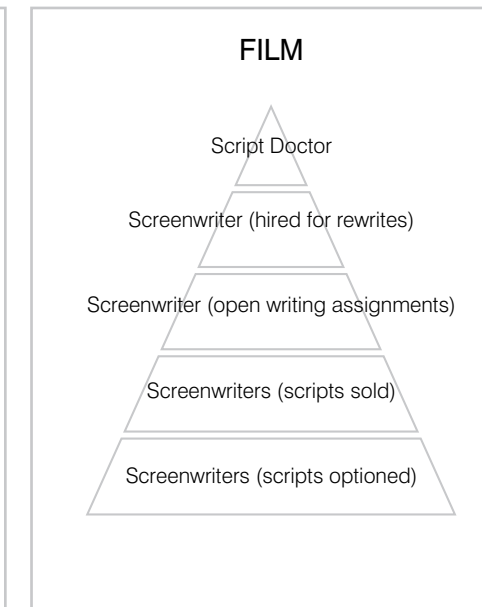 FILM
Script Doctor
Screenwriter (hired for rewrites)
Screenwriter (open writing assignments)
Screenwriters (scripts sold)
Screenwriters (scripts optioned)